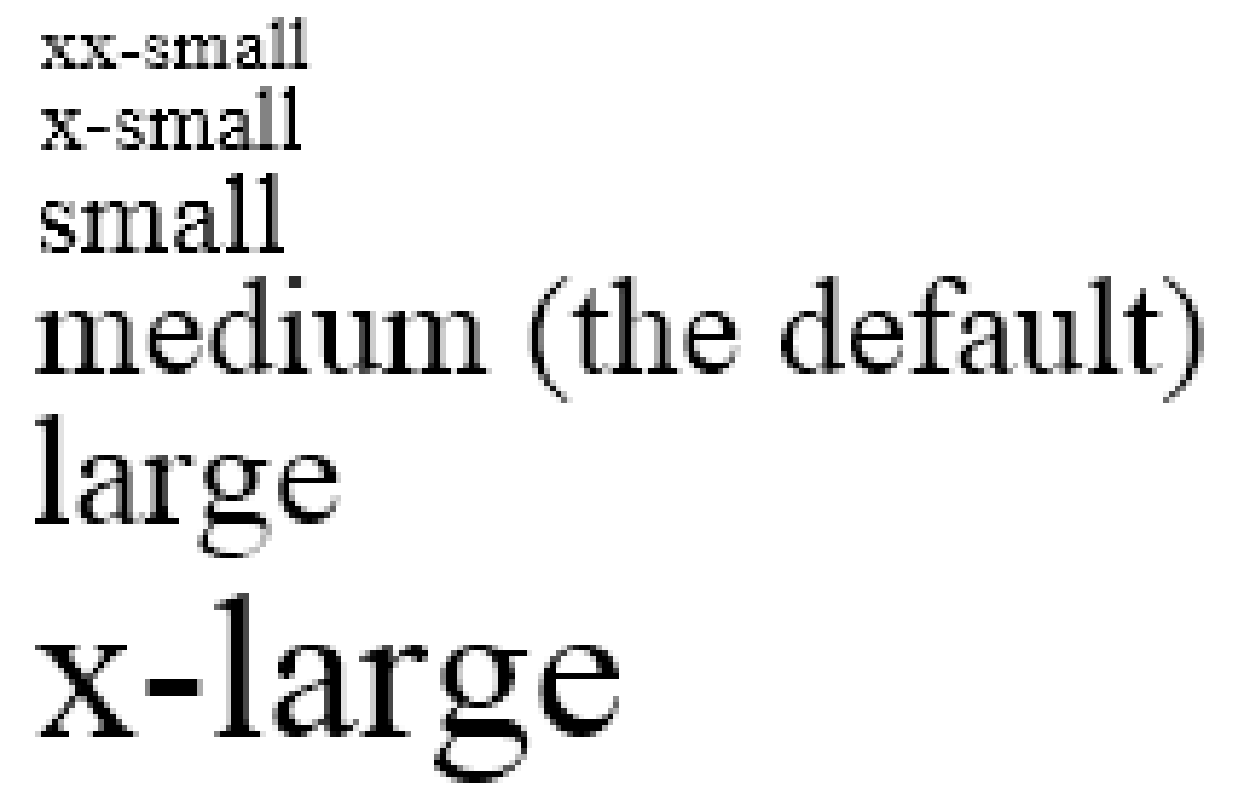 xx-small
x-small
small
medium (the default)
large
x-large